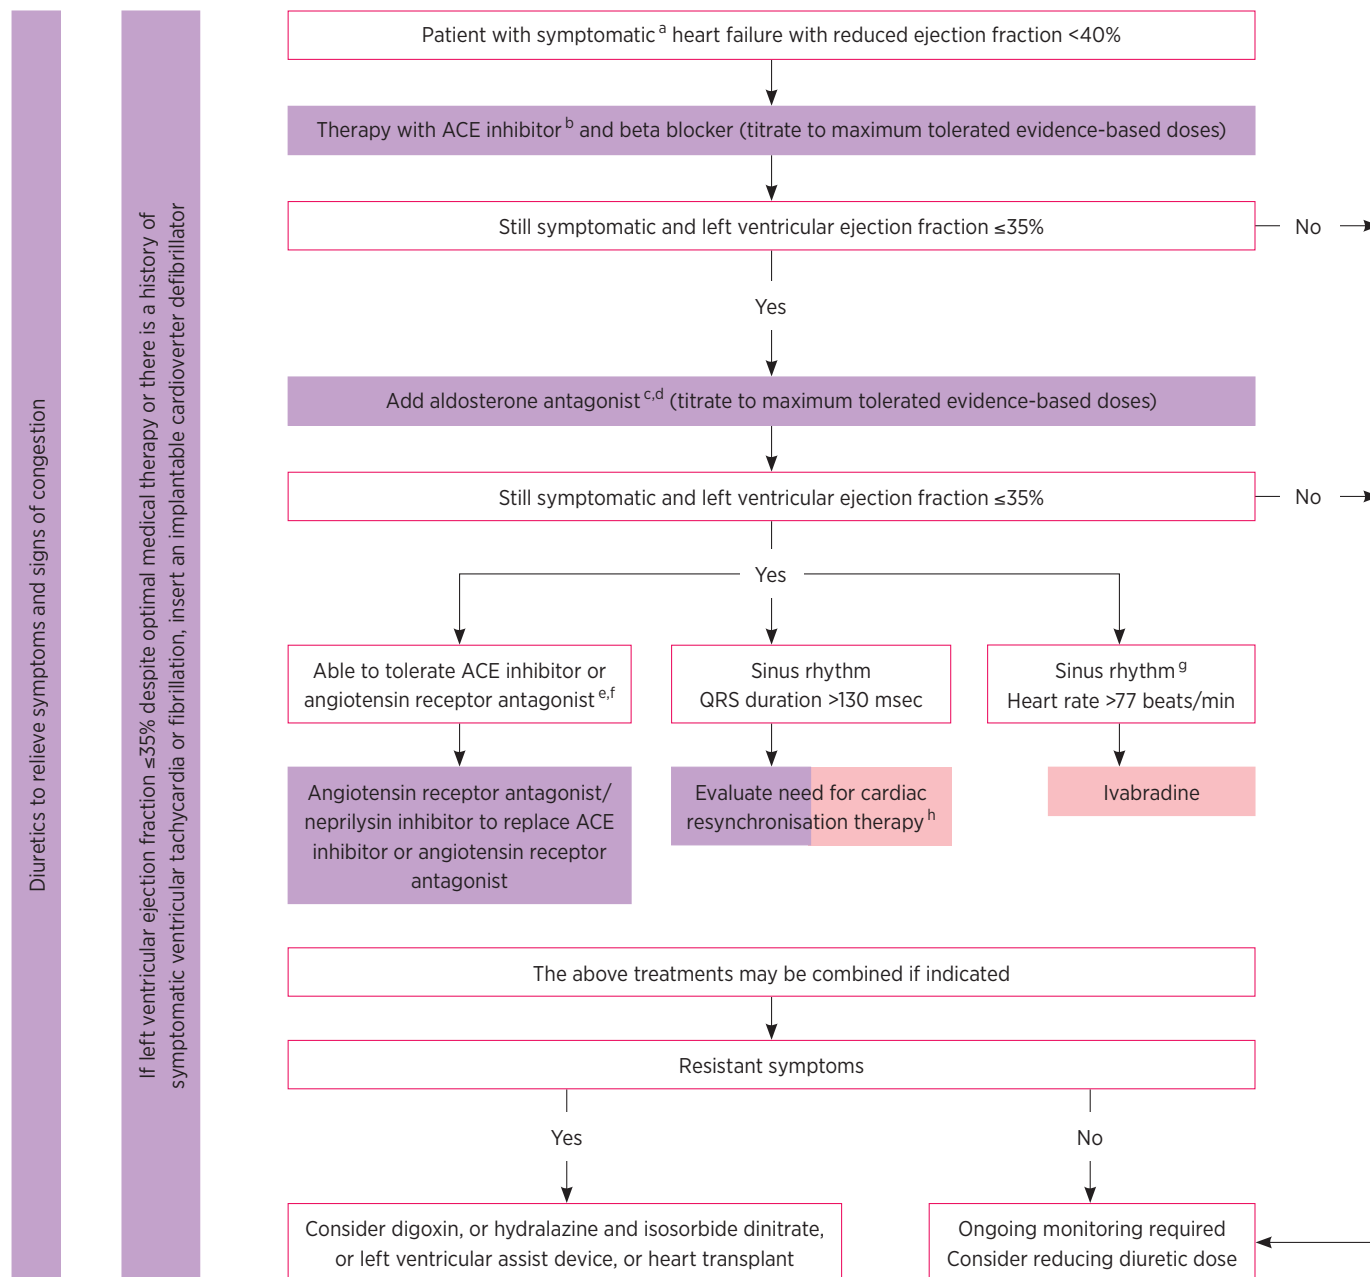 Diuretics to relieve symptoms and signs of congestion
If left ventricular ejection fraction ≤35% despite optimal medical therapy or there is a history of
symptomatic ventricular tachycardia or fibrillation, insert an implantable cardioverter defibrillator
Patient with symptomatic a heart failure with reduced ejection fraction <40%
Therapy with ACE inhibitor b and beta blocker (titrate to maximum tolerated evidence-based doses)
Still symptomatic and left ventricular ejection fraction ≤35%
No
Yes
Add aldosterone antagonist c,d (titrate to maximum tolerated evidence-based doses)
Still symptomatic and left ventricular ejection fraction ≤35%
No
Yes
Able to tolerate ACE inhibitor or
angiotensin receptor antagonist e,f
Sinus rhythm
QRS duration >130 msec
Sinus rhythm g
Heart rate >77 beats/min
Angiotensin receptor antagonist/
neprilysin inhibitor to replace ACE
inhibitor or angiotensin receptor
antagonist
Evaluate need for cardiac
resynchronisation therapy h
Ivabradine
The above treatments may be combined if indicated
Resistant symptoms
Yes
No
Consider digoxin, or hydralazine and isosorbide dinitrate,
or left ventricular assist device, or heart transplant
Ongoing monitoring required
Consider reducing diuretic dose